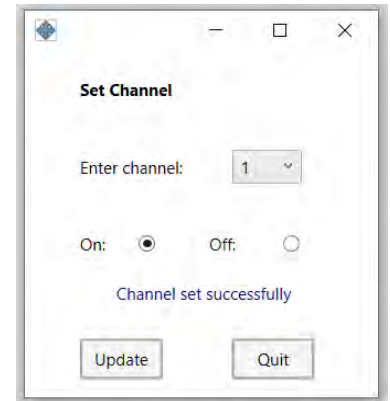 Set Channel
Enter channel: 1
On: Off:
Channel set successfully
Update Quit